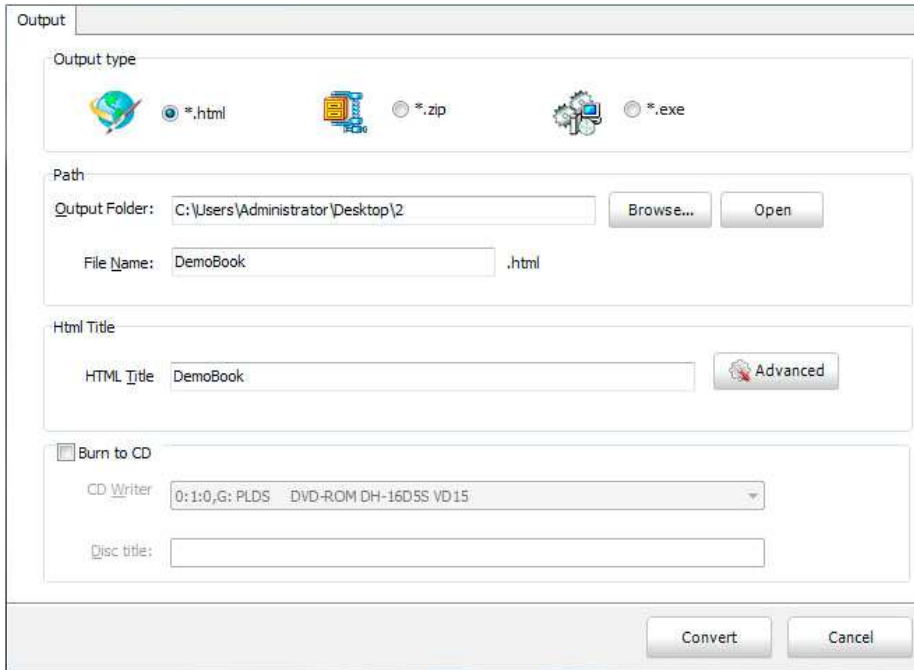 Output
Output type
*.html
*.zip
*.exe
Path
Output Folder:
C:\Users\Administrator\Desktop\2
Browse...
Open
File Name:
DemoBook
.html
Html Title
HTML Title
DemoBook
Advanced
Burn to CD
CD Writer
0:1:0,G: PLDS DVD-ROM DH-16D5S VD15
Disc title:
Convert
Cancel